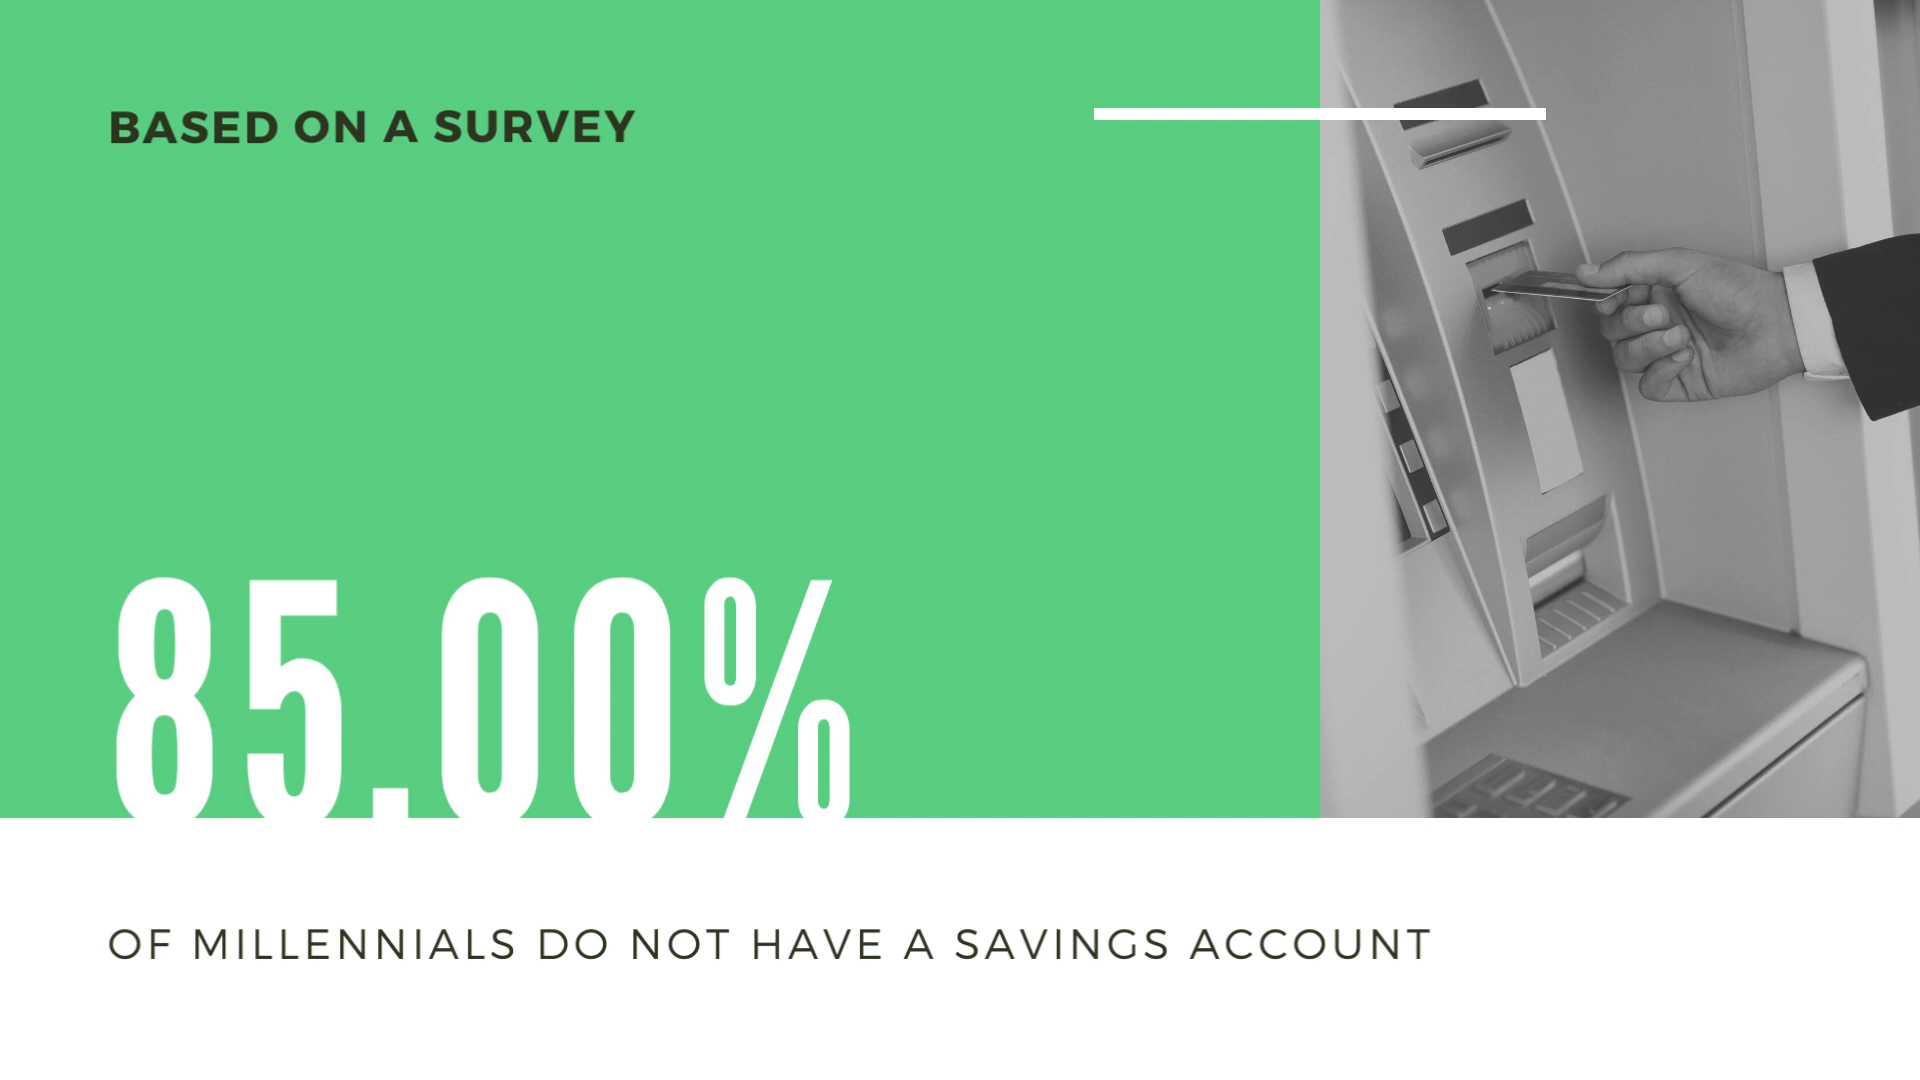 BASED ON A SURVEY
85.00%
OF MILLENNIALS DO NOT HAVE A SAVINGS ACCOUNT